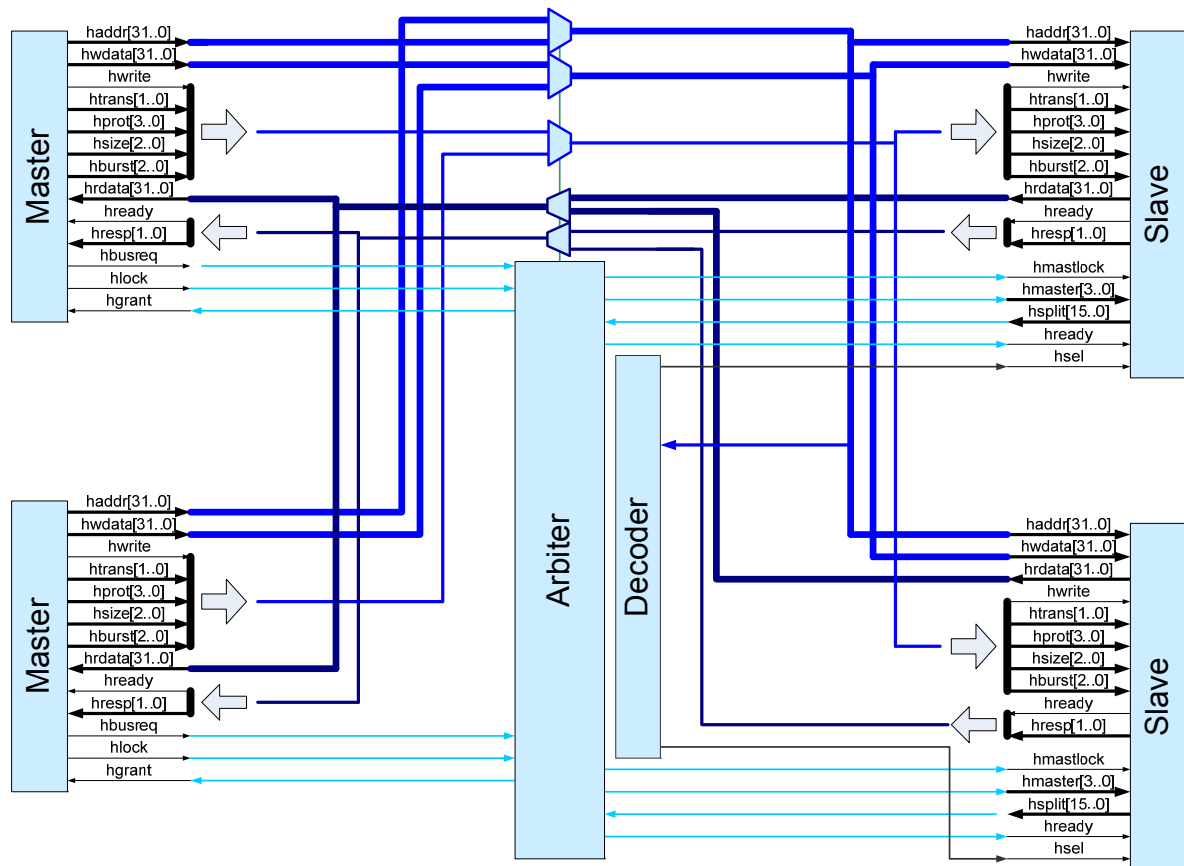 Master
haddr[31..0]
hwdata[31..0]
hwrite
htrans[1..0]
hprot[3..0]
hsize[2..0]
hburst[2..0]
hrdata[31..0]
hready
hresp[1..0]
hbusreq
hlock
hgrant
Slave
haddr[31..0]
hwdata[31..0]
hwrite
htrans[1..0]
hprot[3..0]
hsize[2..0]
hburst[2..0]
hrdata[31..0]
hready
hresp[1..0]
hmastlock
hmaster[3..0]
hsplit[15..0]
hready
hsel
Arbiter
Decoder
Master
haddr[31..0]
hwdata[31..0]
hwrite
htrans[1..0]
hprot[3..0]
hsize[2..0]
hburst[2..0]
hrdata[31..0]
hready
hresp[1..0]
hbusreq
hlock
hgrant
Slave
haddr[31..0]
hwdata[31..0]
hrdata[31..0]
hwrite
htrans[1..0]
hprot[3..0]
hsize[2..0]
hburst[2..0]
hready
hresp[1..0]
hmastlock
hmaster[3..0]
hsplit[15..0]
hready
hsel